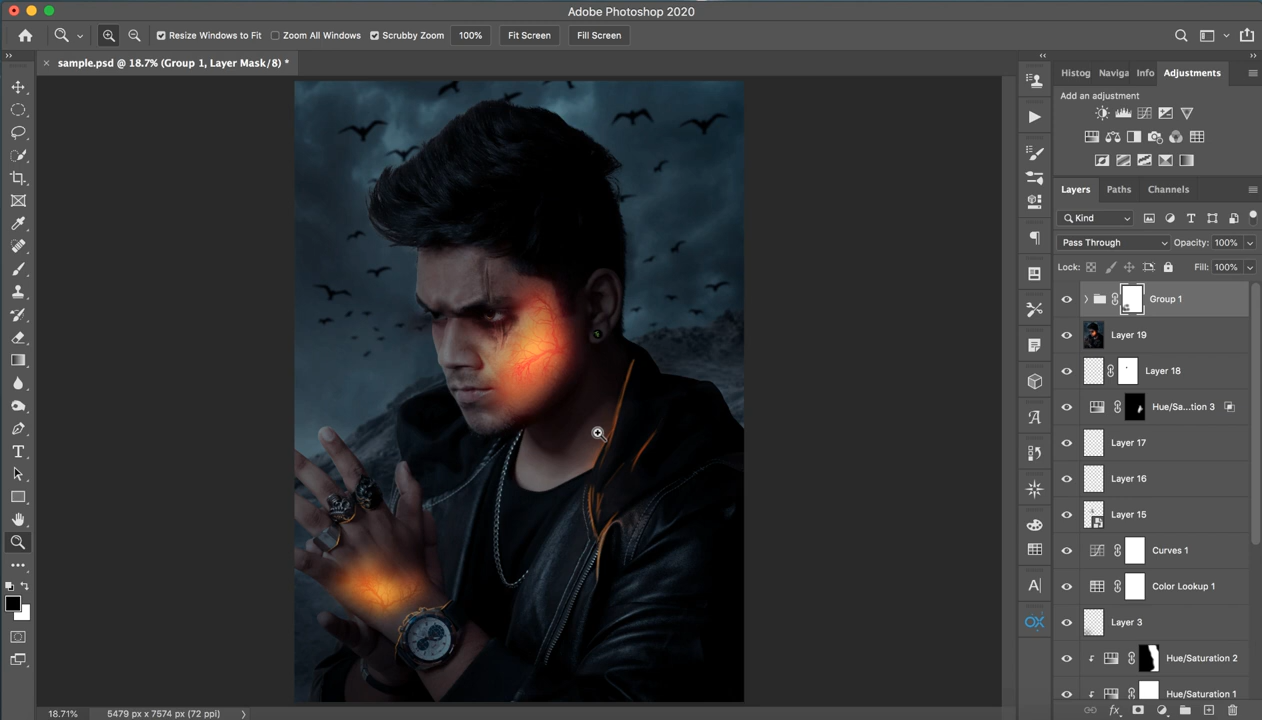 Adobe Photoshop 2020
Resize Windows to Fit Zoom All Windows Scrubby Zoom 100% Fit Screen Fill Screen
sample.psd @ 18.7% (Group 1, Layer Mask/8) *
Histog Naviga Info Adjustments
Add an adjustment
Layers Paths Channels
Kind
Pass Through Opacity: 100%
Lock: Fill: 100%
Group 1
Layer 19
Layer 18
Hue/Sa...tion 3
Layer 17
Layer 16
Layer 15
Curves 1
Color Lookup 1
Layer 3
Hue/Saturation 2
Hue/Saturation 1
18.71% 5479 px x 7574 px (72 ppi)